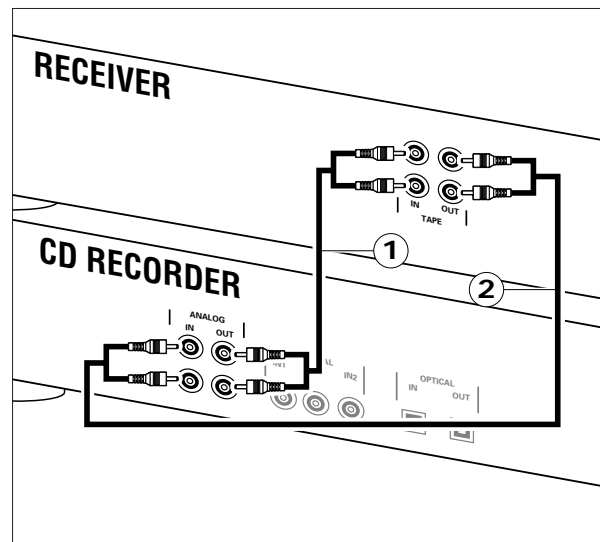 RECEIVER
IN OUT
TAPE
1
CD RECORDER
2
ANALOG
IN OUT
IN2
OPTICAL
IN OUT